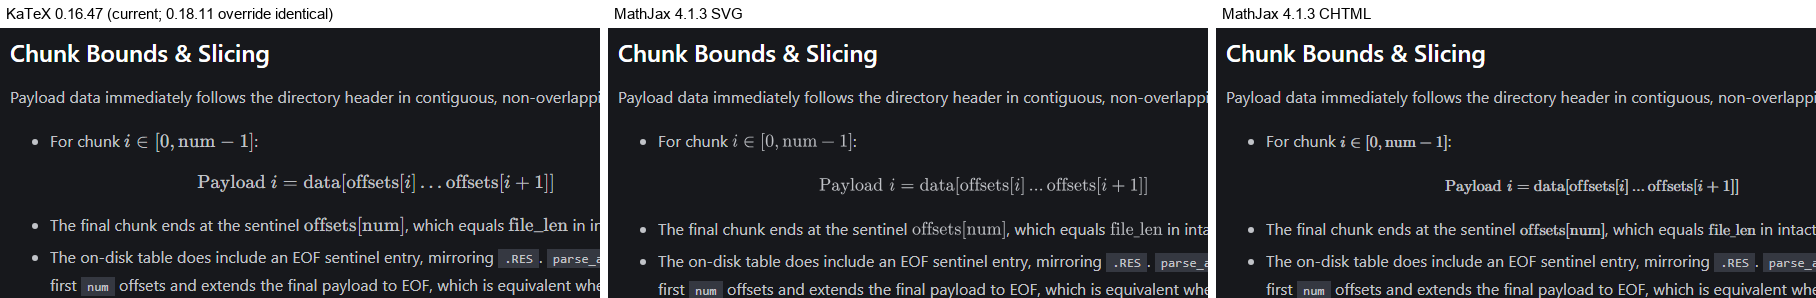 KaTeX 0.16.47 (current; 0.18.11 override identical)
Chunk Bounds & Slicing
Payload data immediately follows the directory header in contiguous, non-overlappi
• For chunk i ∈ [0, num − 1]:
Payload i = data[offsets[i] … offsets[i + 1]]
• The final chunk ends at the sentinel offsets[num], which equals file_len in in
• The on-disk table does include an EOF sentinel entry, mirroring .RES. parse_a
first num offsets and extends the final payload to EOF, which is equivalent whe
MathJax 4.1.3 SVG
Chunk Bounds & Slicing
Payload data immediately follows the directory header in contiguous, non-overlappi
• For chunk i ∈ [0, num − 1]:
Payload i = data[offsets[i] … offsets[i + 1]]
• The final chunk ends at the sentinel offsets[num], which equals file_len in inta
• The on-disk table does include an EOF sentinel entry, mirroring .RES. parse_a
first num offsets and extends the final payload to EOF, which is equivalent whe
MathJax 4.1.3 CHTML
Chunk Bounds & Slicing
Payload data immediately follows the directory header in contiguous, non-overlappi
• For chunk i ∈ [0, num − 1]:
Payload i = data[offsets[i] … offsets[i + 1]]
• The final chunk ends at the sentinel offsets[num], which equals file_len in intact
• The on-disk table does include an EOF sentinel entry, mirroring .RES. parse_a
first num offsets and extends the final payload to EOF, which is equivalent whe